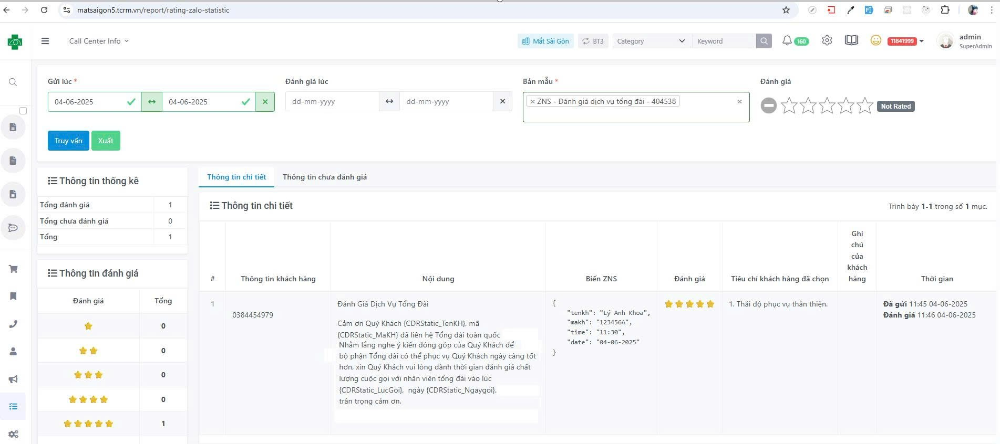 matsaigon5.tcrm.vn/report/rating-zalo-statistic
Call Center Info
Mắt Sài Gòn
BT3
Category
Keyword
160
11841999
admin
SuperAdmin
Gửi lúc *
Đánh giá lúc
Bản mẫu *
Đánh giá
04-06-2025
04-06-2025
dd-mm-yyyy
dd-mm-yyyy
× ZNS - Đánh giá dịch vụ tổng đài - 404538
Not Rated
Truy vấn
Xuất
Thông tin thống kê
Tổng đánh giá 1
Tổng chưa đánh giá 0
Tổng 1
Thông tin đánh giá
Đánh giá Tổng
0
0
0
0
1
Thông tin chi tiết
Thông tin chưa đánh giá
Thông tin chi tiết
Trình bày 1-1 trong số 1 mục.
#
Thông tin khách hàng
Nội dung
Biến ZNS
Đánh giá
Tiêu chí khách hàng đã chọn
Ghi
chú
của
khách
hàng
Thời gian
1
0384454979
Đánh Giá Dịch Vụ Tổng Đài
Cảm ơn Quý Khách {CDRStatic_TenKH}, mã
{CDRStatic_MaKH} đã liên hệ Tổng đài toàn quốc
Nhằm lắng nghe ý kiến đóng góp của Quý Khách để
bộ phận Tổng đài có thể phục vụ Quý Khách ngày càng tốt
hơn, xin Quý Khách vui lòng dành thời gian đánh giá chất
lượng cuộc gọi với nhân viên tổng đài vào lúc
{CDRStatic_LucGoi}, ngày {CDRStatic_Ngaygoi}.
trân trọng cảm ơn.
{
"tenkh": "Lý Anh Khoa",
"makh": "123456A",
"time": "11:30",
"date": "04-06-2025"
}
1. Thái độ phục vụ thân thiện.
Đã gửi 11:45 04-06-2025
Đánh giá 11:46 04-06-2025